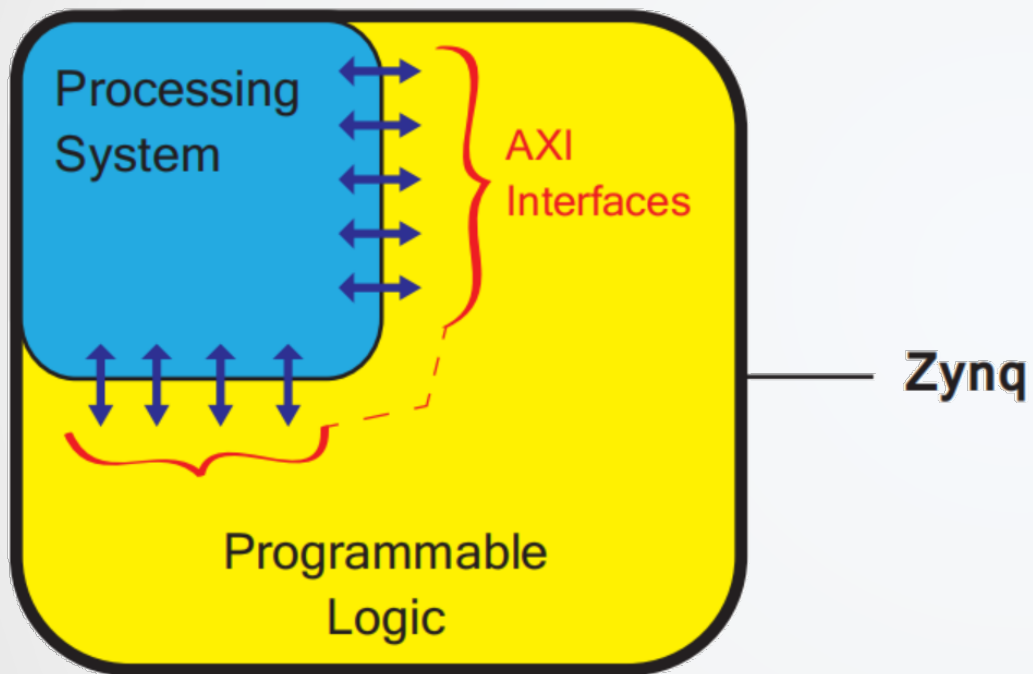 Processing
System
AXI
Interfaces
Zynq
Programmable
Logic